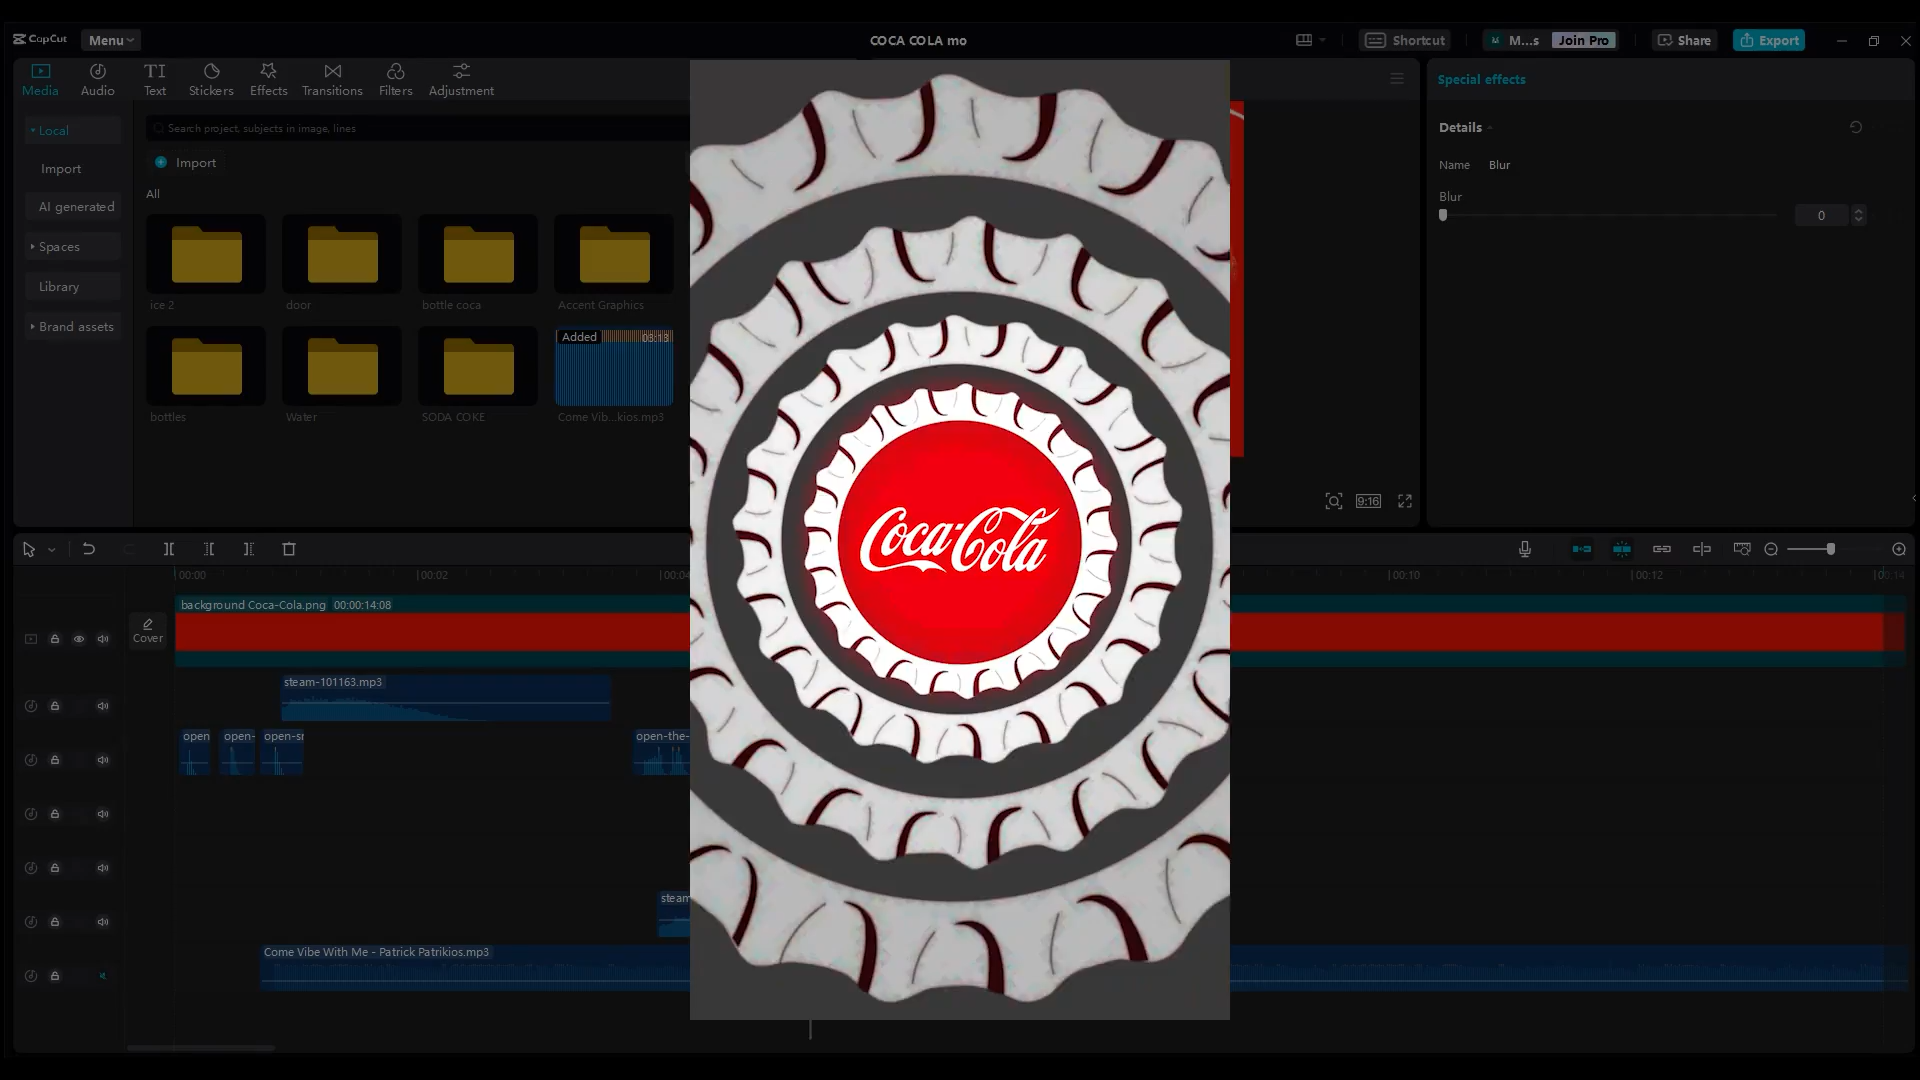 CapCut
Menu
COCA COLA mo
Shortcut
M...s
Join Pro
Share
Export
Media
Audio
Text
Stickers
Effects
Transitions
Filters
Adjustment
Special effects
Local
Import
AI generated
Spaces
Library
Brand assets
Search project, subjects in image, lines
Import
All
ice 2
door
bottle coca
Accent Graphics
Added
03:13
bottles
Water
SODA COKE
Come Vib...kios.mp3
Details
Name Blur
Blur
0
Coca-Cola
9:16
00:00
00:02
00:04
00:10
00:12
00:14
Cover
background Coca-Cola.png 00:00:14:08
steam-101163.mp3
open
open-
open-sr
open-the-
steam
Come Vibe With Me - Patrick Patrikios.mp3